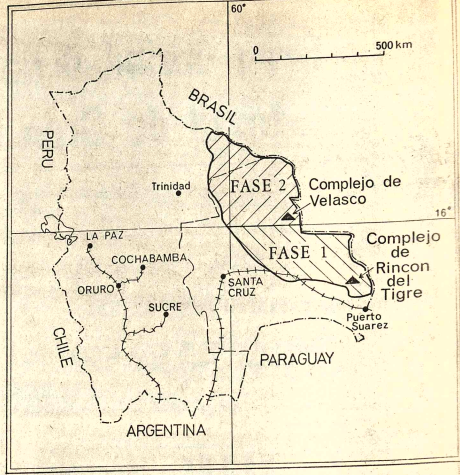 60°
0 500 km
BRASIL
PERU
Trinidad
FASE 2
Complejo de
Velasco
16°
LA PAZ
COCHABAMBA
ORURO
SUCRE
SANTA
CRUZ
FASE 1
Complejo
de
Rincon
del
Tigre
Puerto
Suarez
CHILE
PARAGUAY
ARGENTINA